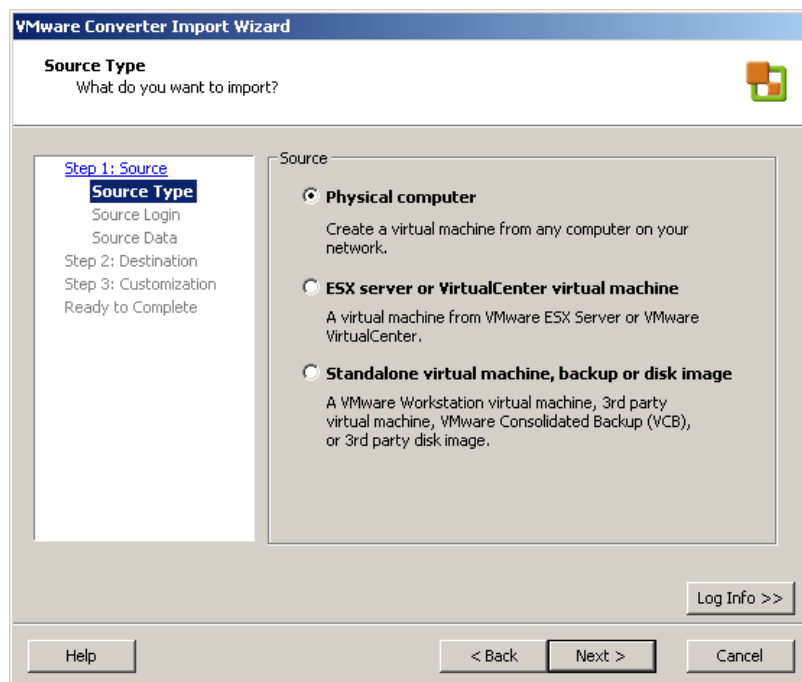 VMware Converter Import Wizard
Source Type
What do you want to import?
Step 1: Source
Source Type
Source Login
Source Data
Step 2: Destination
Step 3: Customization
Ready to Complete
Source
Physical computer
Create a virtual machine from any computer on your
network.
ESX server or VirtualCenter virtual machine
A virtual machine from VMware ESX Server or VMware
VirtualCenter.
Standalone virtual machine, backup or disk image
A VMware Workstation virtual machine, 3rd party
virtual machine, VMware Consolidated Backup (VCB),
or 3rd party disk image.
Log Info >>
Help
< Back
Next >
Cancel